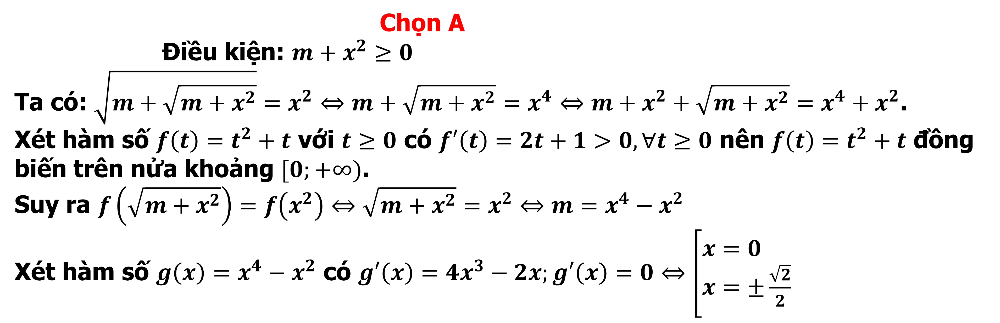 Chọn A
Điều kiện: $m + x^2 \geq 0$
Ta có: $\sqrt{m + \sqrt{m + x^2}} = x^2 \Leftrightarrow m + \sqrt{m + x^2} = x^4 \Leftrightarrow m + x^2 + \sqrt{m + x^2} = x^4 + x^2$.
Xét hàm số $f(t) = t^2 + t$ với $t \geq 0$ có $f'(t) = 2t + 1 > 0, \forall t \geq 0$ nên $f(t) = t^2 + t$ đồng
biến trên nửa khoảng $[0; +\infty)$.
Suy ra $f\left(\sqrt{m + x^2}\right) = f(x^2) \Leftrightarrow \sqrt{m + x^2} = x^2 \Leftrightarrow m = x^4 - x^2$
Xét hàm số $g(x) = x^4 - x^2$ có $g'(x) = 4x^3 - 2x; g'(x) = 0 \Leftrightarrow \left[\begin{array}{l} x = 0 \\ x = \pm \frac{\sqrt{2}}{2} \end{array}\right.$